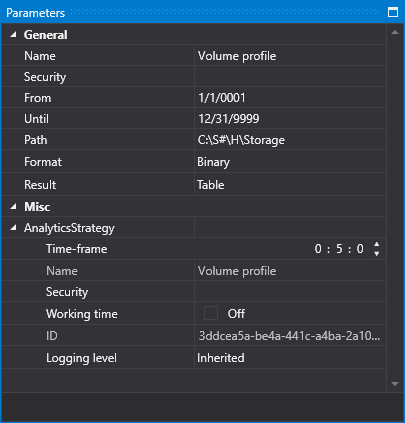 Parameters
General
Name Volume profile
Security
From 1/1/0001
Until 12/31/9999
Path C:\S#\H\Storage
Format Binary
Result Table
Misc
AnalyticsStrategy
Time-frame 0 : 5 : 0
Name Volume profile
Security
Working time Off
ID 3ddcea5a-be4a-441c-a4ba-2a10...
Logging level Inherited